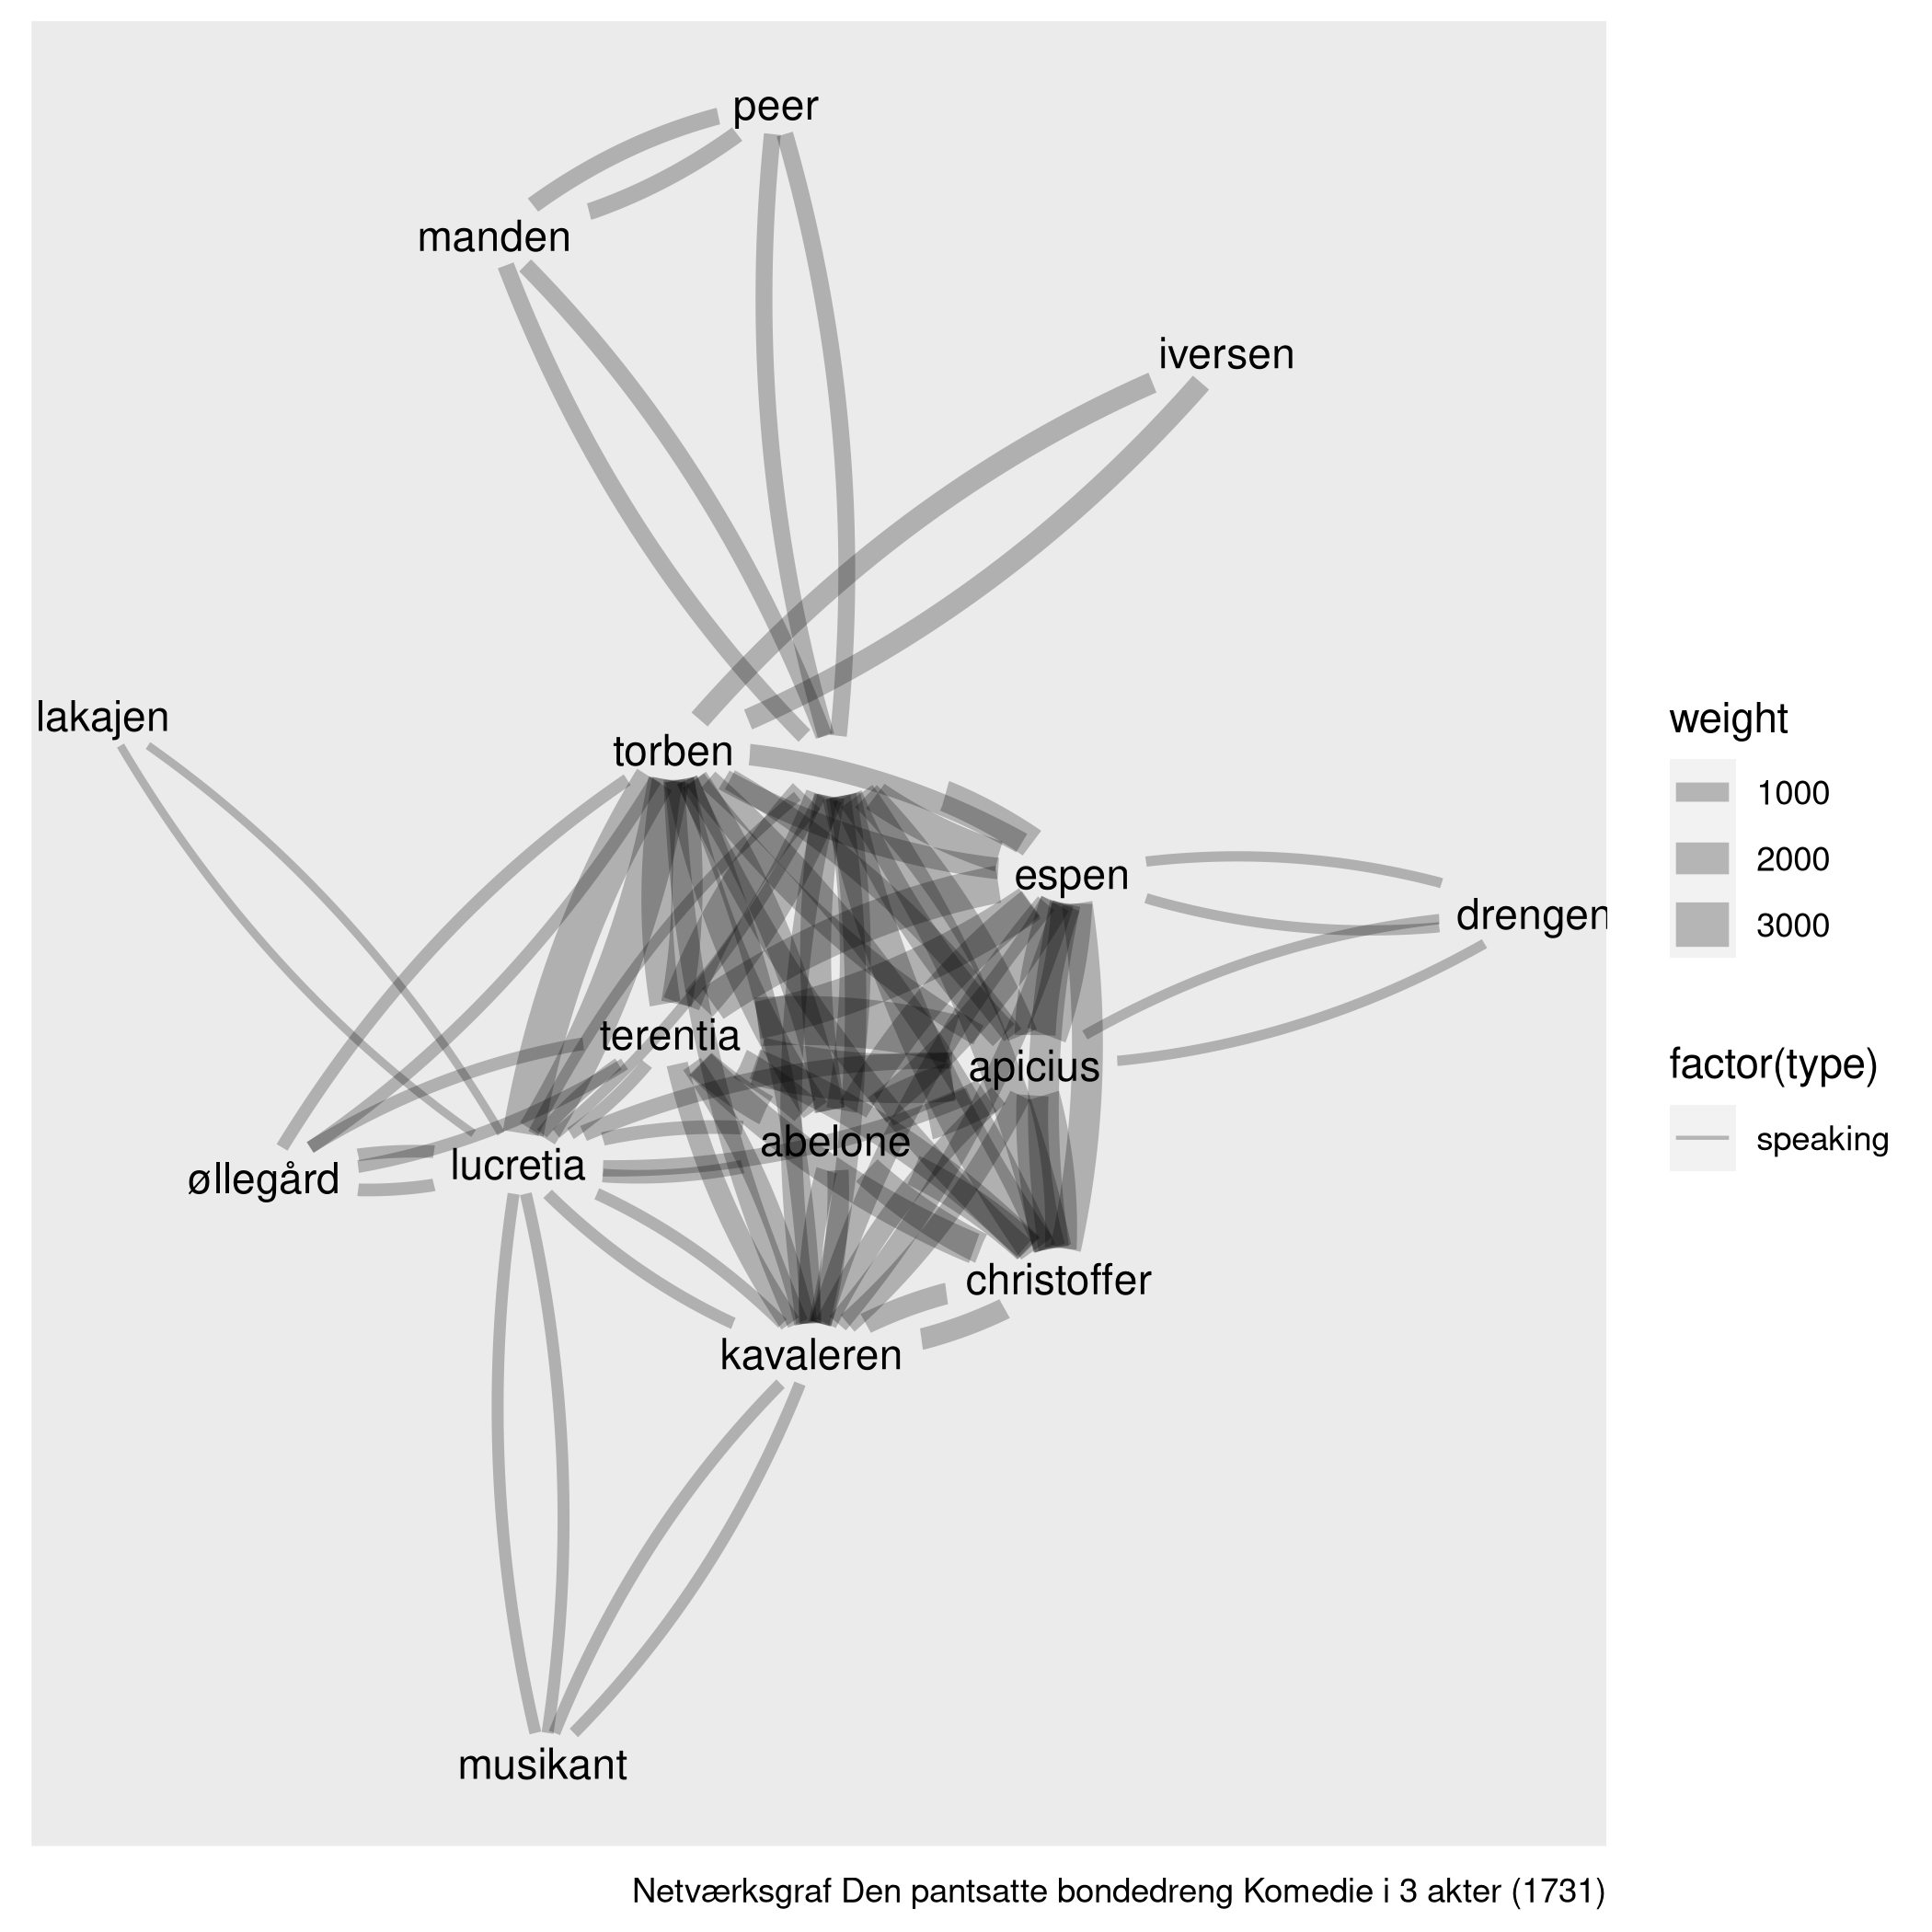 peer
manden
iversen
lakajen
torben
espen
drengen
terentia
apicius
abelone
lucretia
øllegård
christoffer
kavaleren
musikant
weight
1000
2000
3000
factor(type)
speaking
Netværksgraf Den pantsatte bondedreng Komedie i 3 akter (1731)